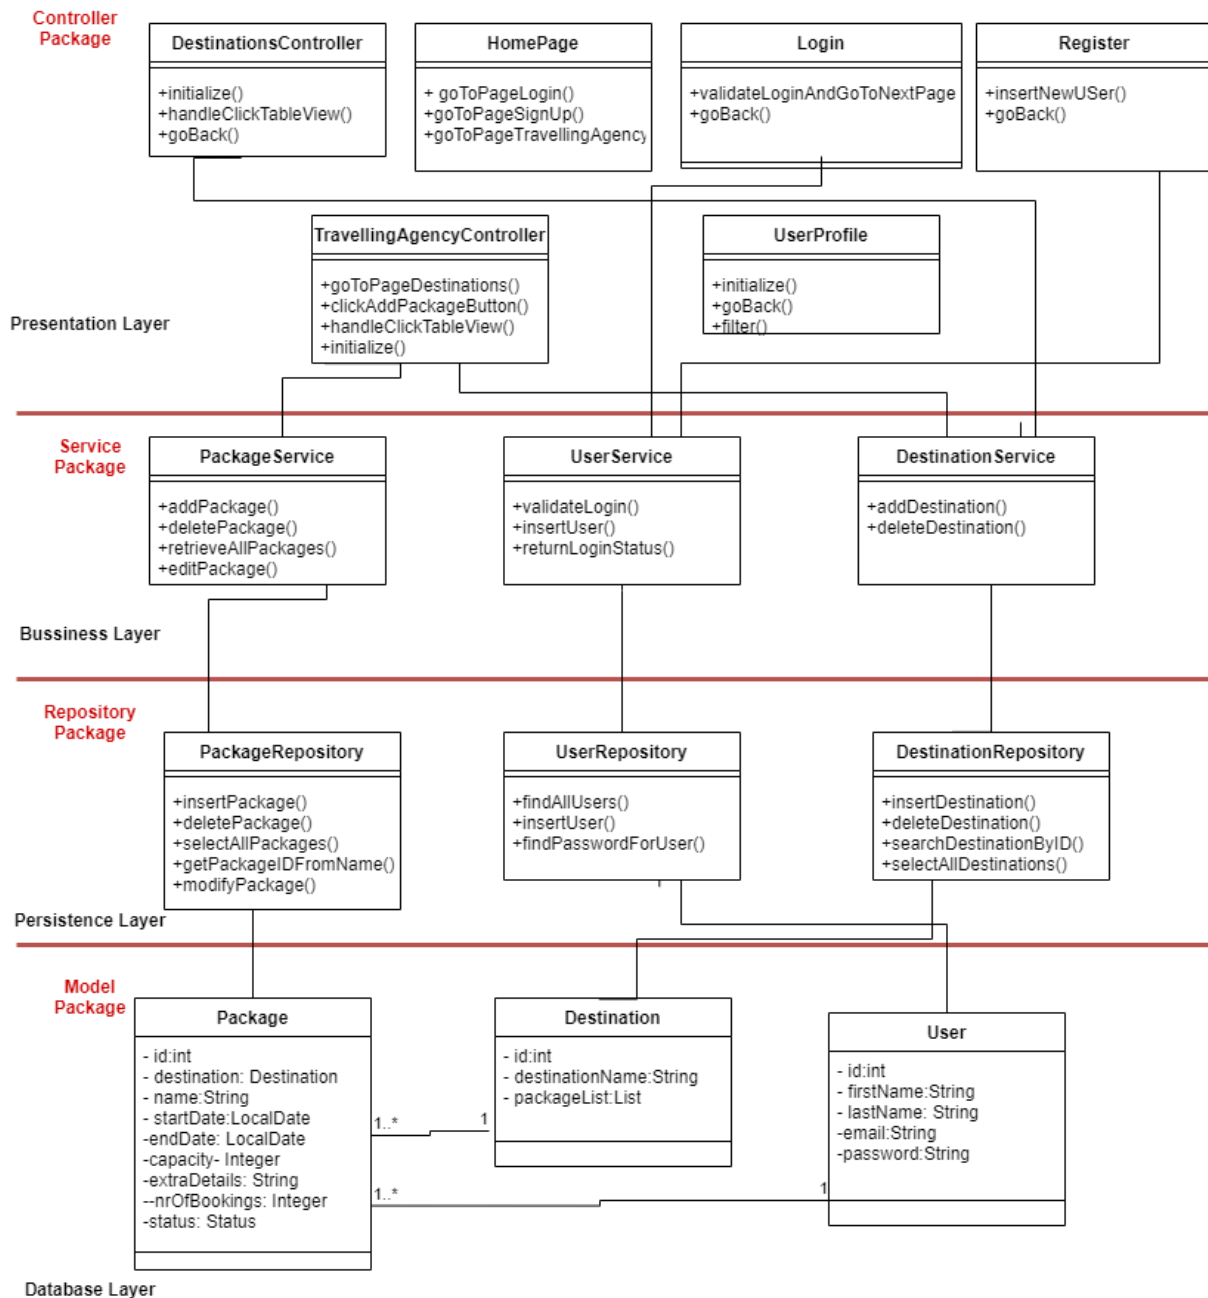 Controller
Package
DestinationsController
+initialize()
+handleClickTableView()
+goBack()
HomePage
+ goToPageLogin()
+goToPageSignUp()
+goToPageTravellingAgency
Login
+validateLoginAndGoToNextPage
+goBack()
Register
+insertNewUSer()
+goBack()
TravellingAgencyController
+goToPageDestinations()
+clickAddPackageButton()
+handleClickTableView()
+initialize()
UserProfile
+initialize()
+goBack()
+filter()
Presentation Layer
Service
Package
PackageService
+addPackage()
+deletePackage()
+retrieveAllPackages()
+editPackage()
UserService
+validateLogin()
+insertUser()
+returnLoginStatus()
DestinationService
+addDestination()
+deleteDestination()
Bussiness Layer
Repository
Package
PackageRepository
+insertPackage()
+deletePackage()
+selectAllPackages()
+getPackageIDFromName()
+modifyPackage()
UserRepository
+findAllUsers()
+insertUser()
+findPasswordForUser()
DestinationRepository
+insertDestination()
+deleteDestination()
+searchDestinationByID()
+selectAllDestinations()
Persistence Layer
Model
Package
Package
- id:int
- destination: Destination
- name:String
- startDate:LocalDate
-endDate: LocalDate
-capacity- Integer
-extraDetails: String
--nrOfBookings: Integer
-status: Status
1..*
1
1..*
1
Destination
- id:int
- destinationName:String
- packageList:List
User
- id:int
- firstName:String
- lastName: String
-email:String
-password:String
Database Layer